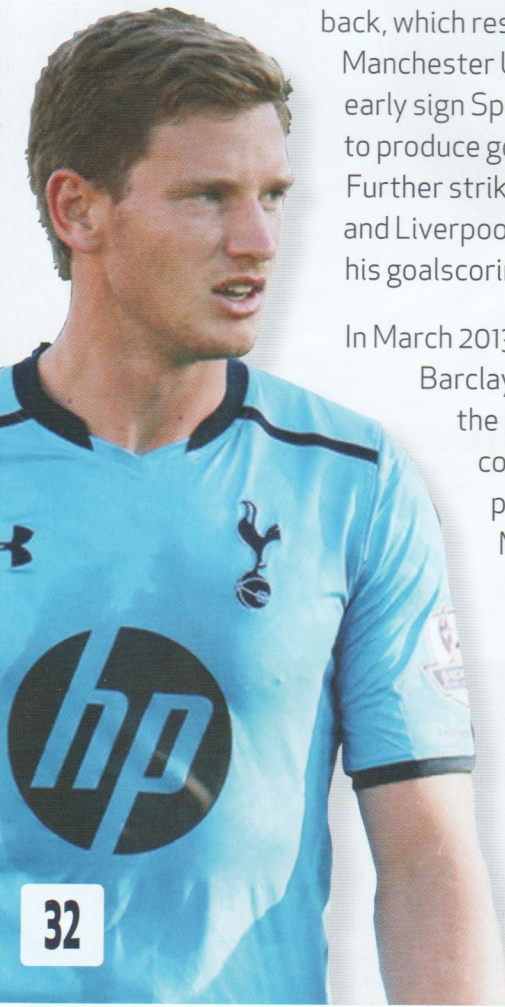 back, which res
Manchester U
early sign Sp
to produce go
Further strik
and Liverpoo
his goalscorin
In March 2013
Barclay
the
co
p
N
hp
32